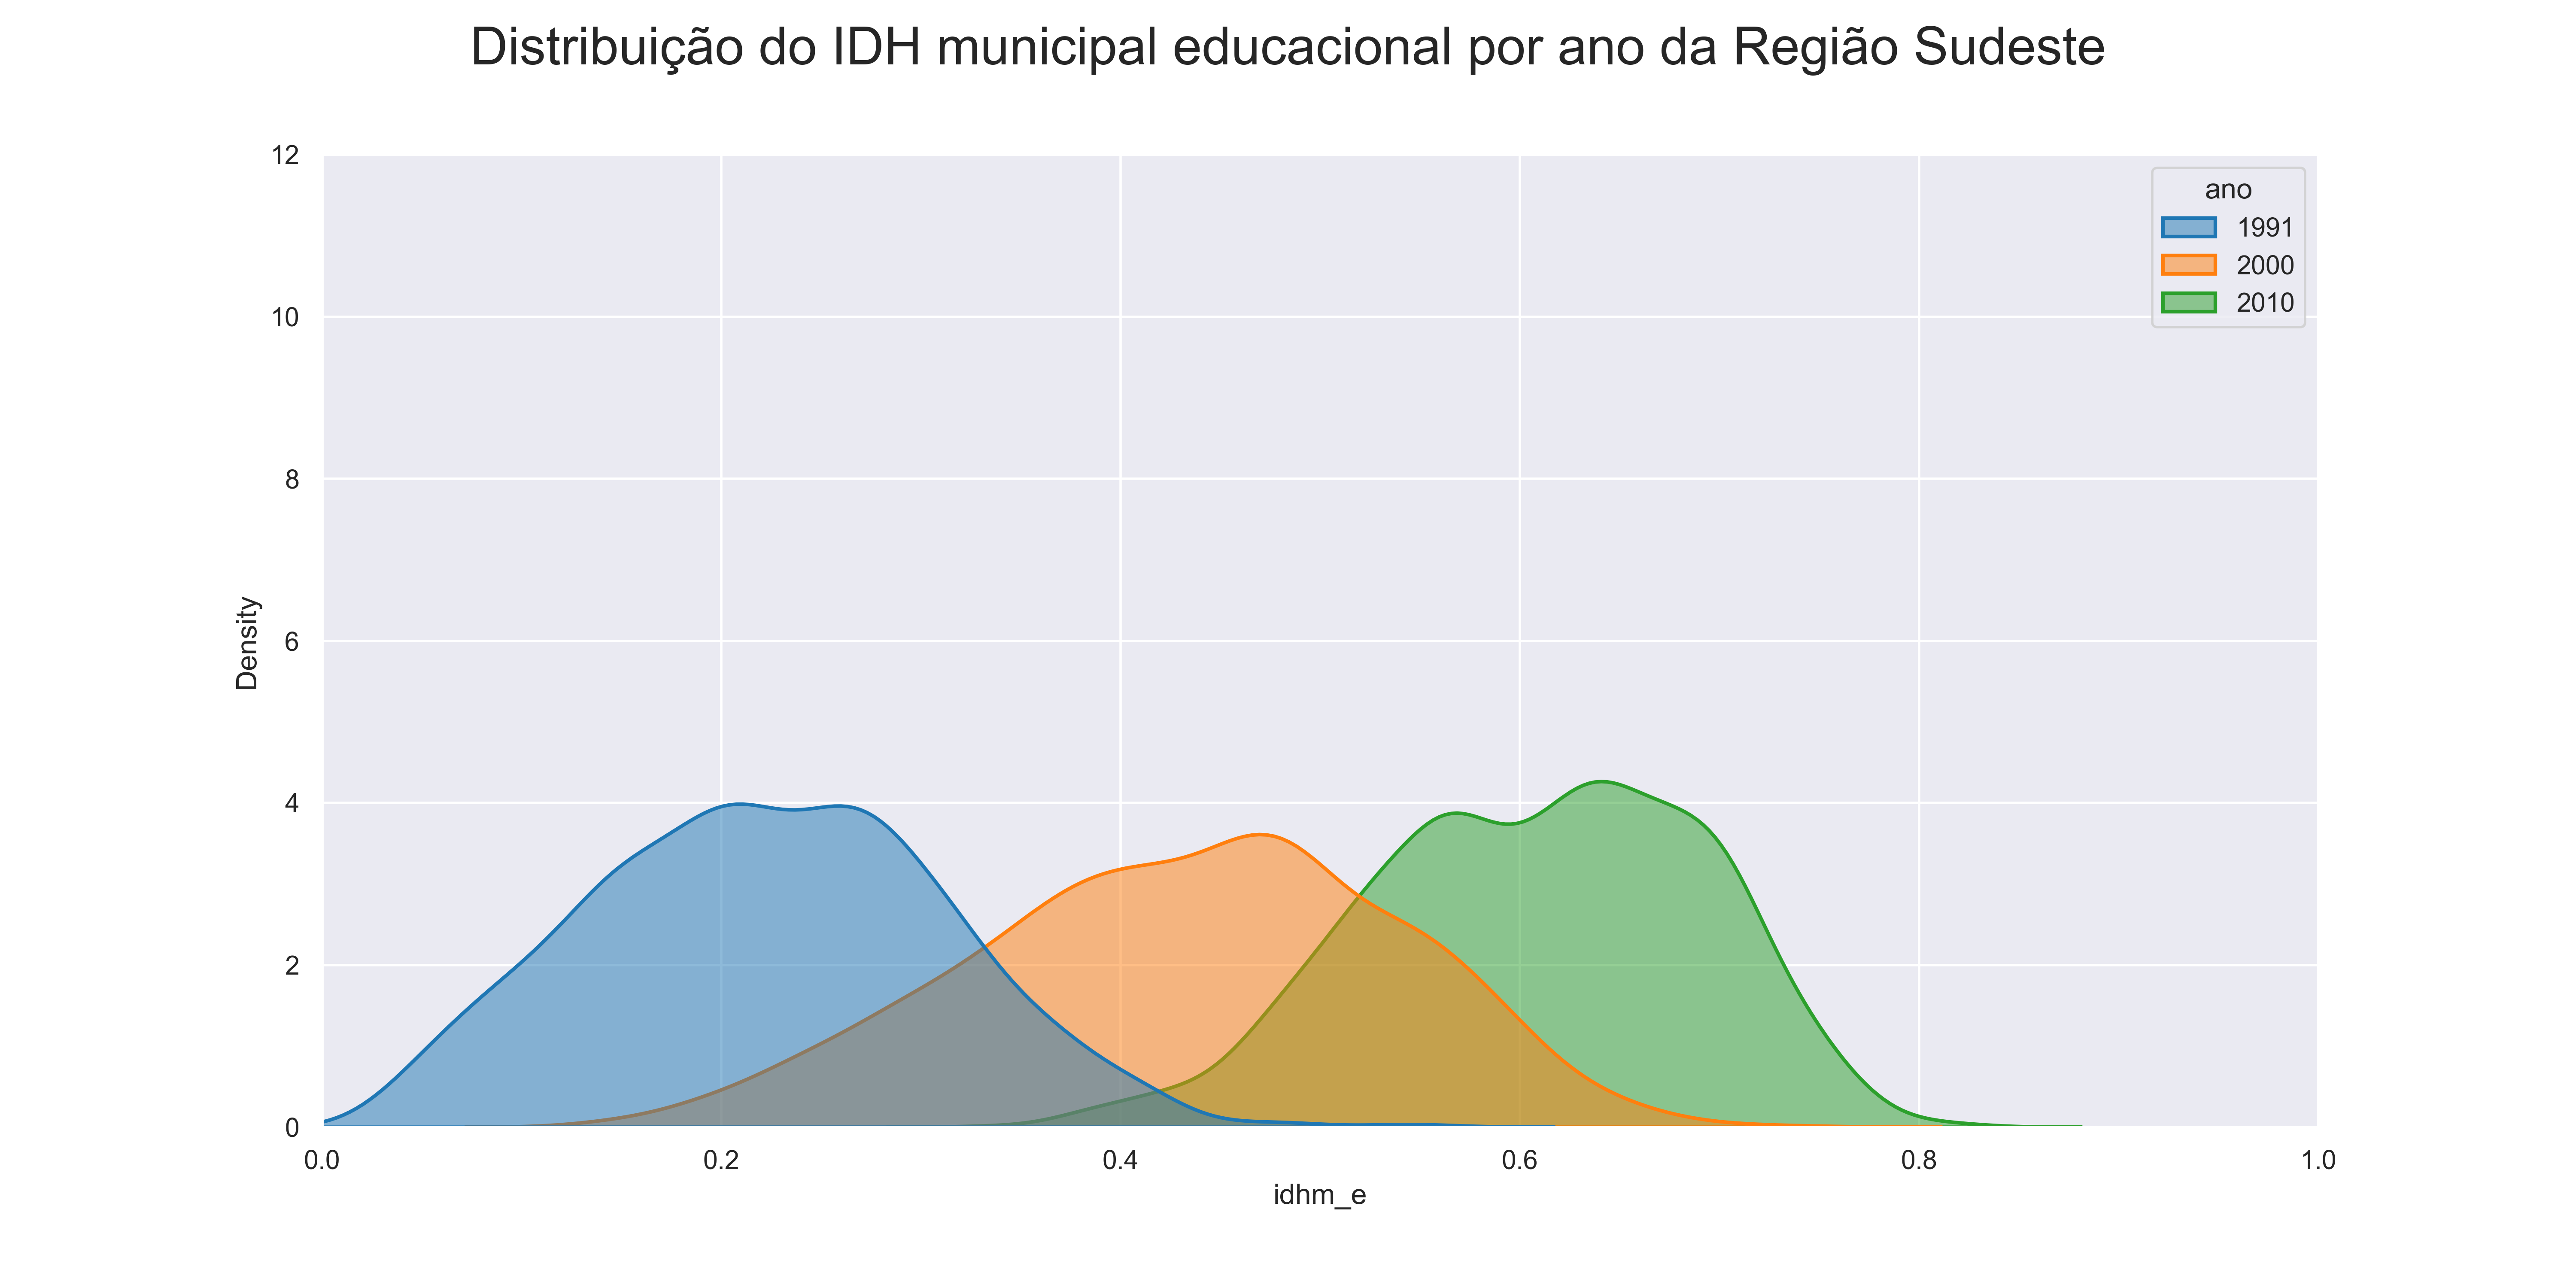 Distribuição do IDH municipal educacional por ano da Região Sudeste
12
10
8
6
4
2
0
Density
ano
1991
2000
2010
0.0 0.2 0.4 0.6 0.8 1.0
idhm_e